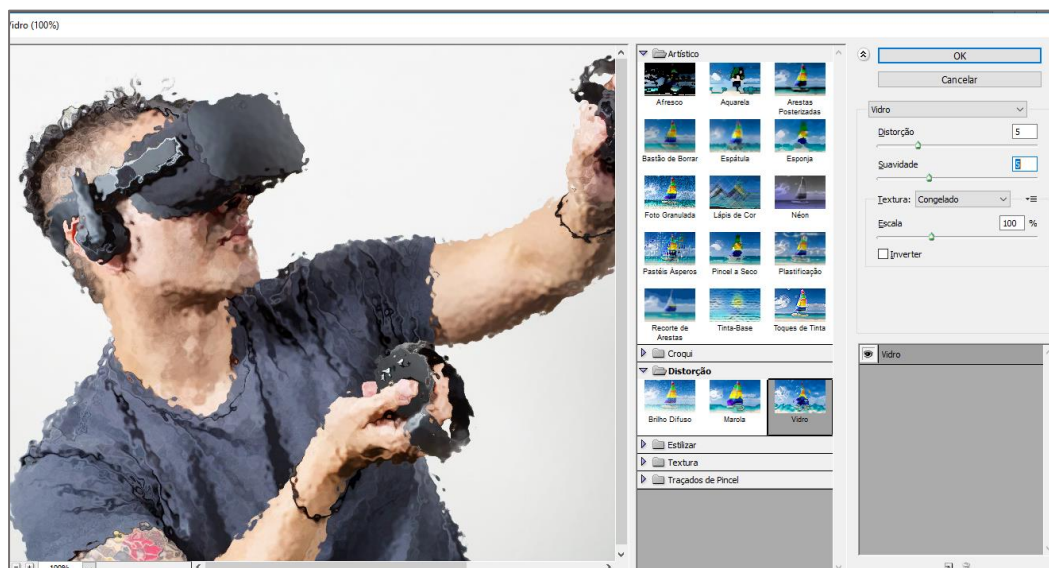 Vidro (100%)
Artístico
Afresco
Aquarela
Arestas
Posterizadas
Bastão de Borrar
Espátula
Esponja
Foto Granulada
Lápis de Cor
Néon
Pastéis Ásperos
Pincel a Seco
Plastificação
Recorte de
Arestas
Tinta-Base
Toques de Tinta
Croqui
Distorção
Brilho Difuso
Marola
Vidro
Estilizar
Textura
Traçados de Pincel
OK
Cancelar
Vidro
Distorção
5
Suavidade
5
Textura: Congelado
Escala
100 %
Inverter
Vidro
100%